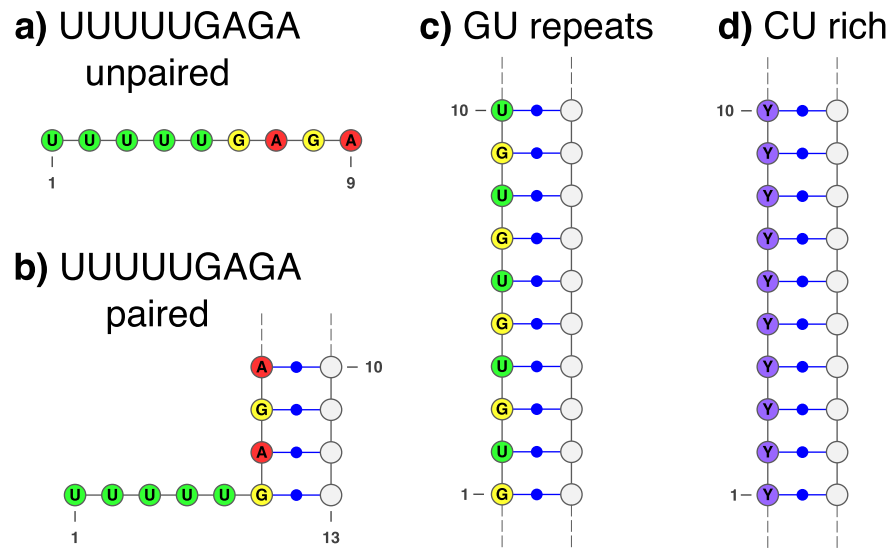 a) UUUUUGAGA
unpaired
U U U U U G A G A
1 9
b) UUUUUGAGA
paired
A 10
G
A
U U U U U G
1 13
c) GU repeats
10 U
G
U
G
U
G
U
G
U
1 G
d) CU rich
10 Y
Y
Y
Y
Y
Y
Y
Y
Y
1 Y